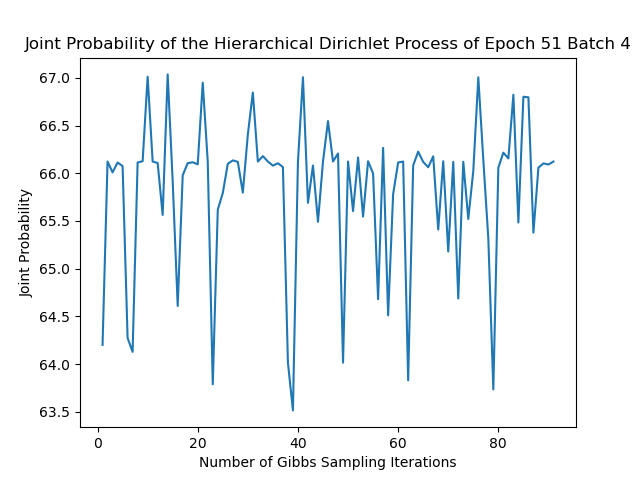 Joint Probability of the Hierarchical Dirichlet Process of Epoch 51 Batch 4
67.0
66.5
66.0
65.5
65.0
64.5
64.0
63.5
Joint Probability
0 20 40 60 80
Number of Gibbs Sampling Iterations